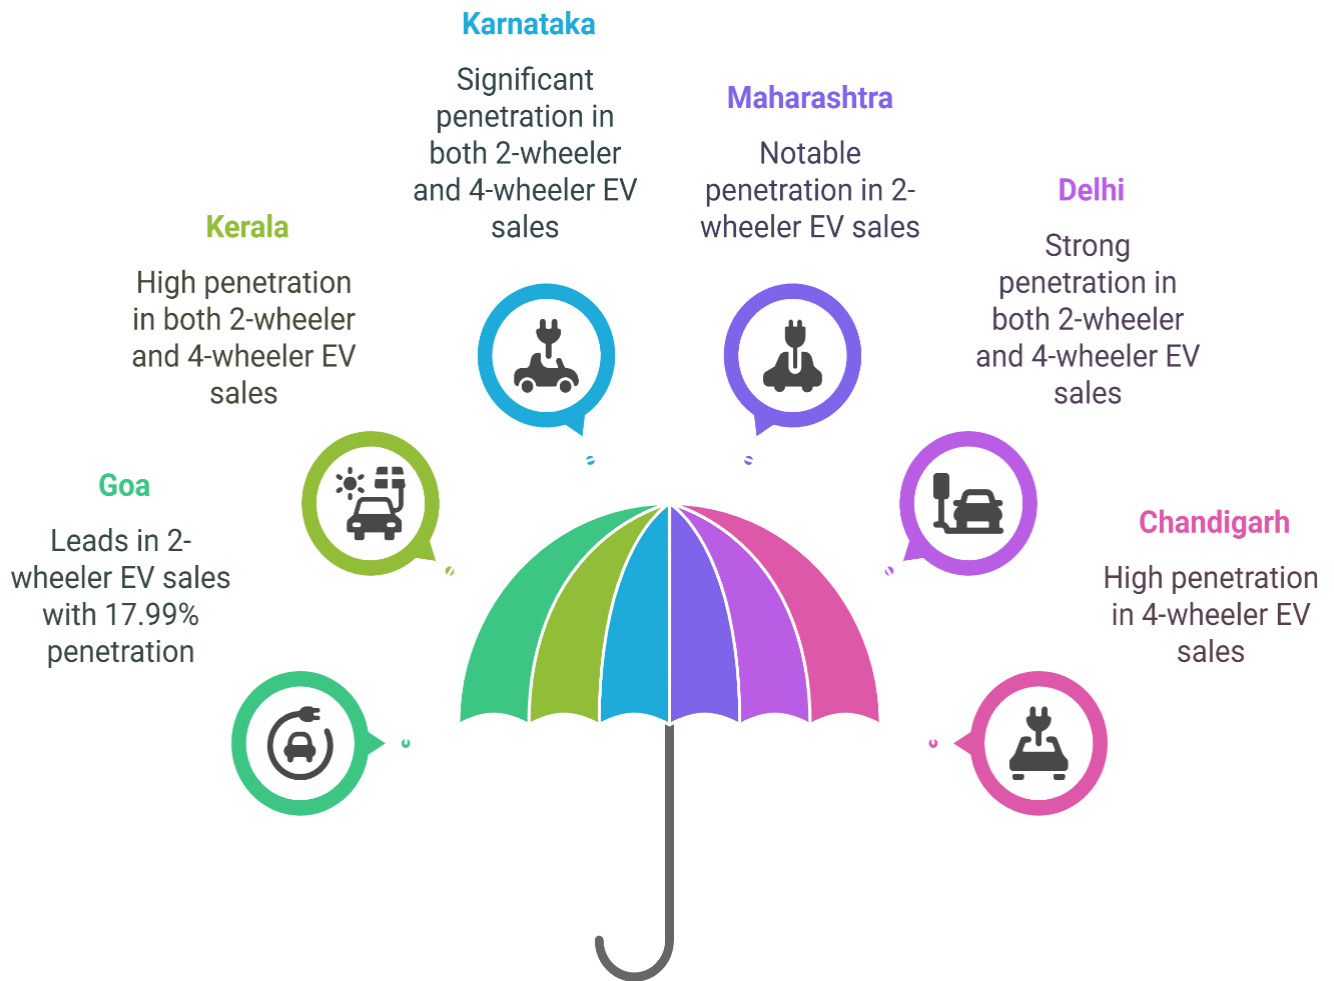 Karnataka
Significant
penetration in
both 2-wheeler
and 4-wheeler EV
sales
Maharashtra
Notable
penetration in 2-
wheeler EV sales
Delhi
Strong
penetration in
both 2-wheeler
and 4-wheeler EV
sales
Kerala
High penetration
in both 2-wheeler
and 4-wheeler EV
sales
Goa
Leads in 2-
wheeler EV sales
with 17.99%
penetration
Chandigarh
High penetration
in 4-wheeler EV
sales